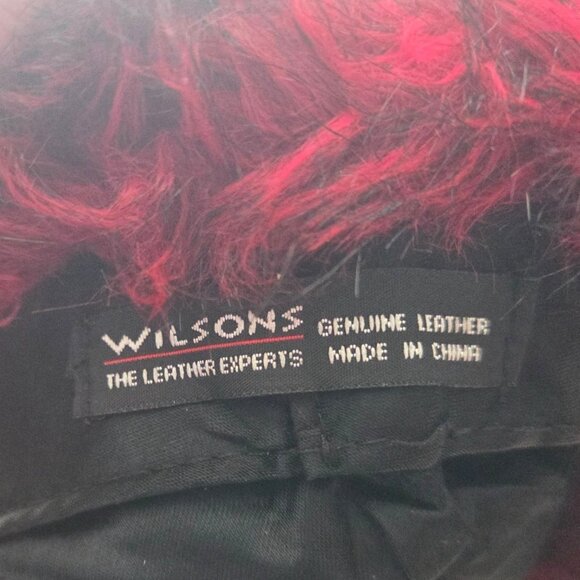 WILSONS
THE LEATHER EXPERTS
GENUINE LEATHER
MADE IN CHINA